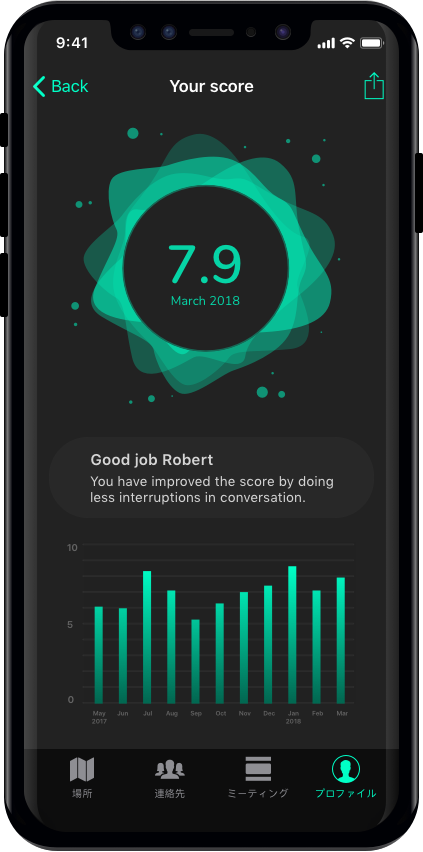 9:41
Back
Your score
7.9
March 2018
Good job Robert
You have improved the score by doing
less interruptions in conversation.
10
5
0
May Jun Jul Aug Sep Oct Nov Dec Jan Feb Mar
2017 2018
場所 連絡先 ミーティング プロファイル